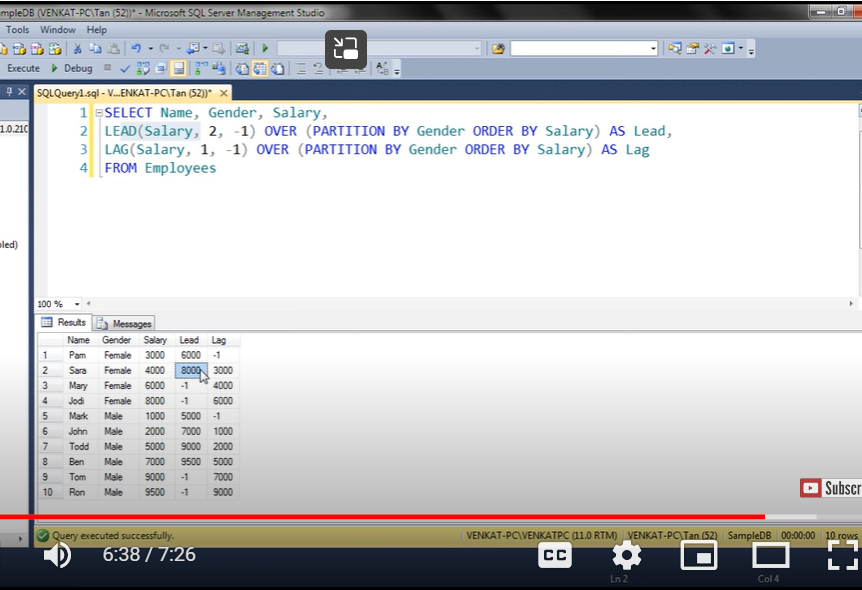 mpleDB (VENKAT-PC\Tan (52))* - Microsoft SQL Server Management Studio
Tools Window Help
Execute Debug
SQLQuery1.sql - V...ENKAT-PC\Tan (52))* ×
1 SELECT Name, Gender, Salary,
2 LEAD(Salary, 2, -1) OVER (PARTITION BY Gender ORDER BY Salary) AS Lead,
3 LAG(Salary, 1, -1) OVER (PARTITION BY Gender ORDER BY Salary) AS Lag
4 FROM Employees
1.0.210
bled)
100 %
Results Messages
Name Gender Salary Lead Lag
1 Pam Female 3000 6000 -1
2 Sara Female 4000 8000 3000
3 Mary Female 6000 -1 4000
4 Jodi Female 8000 -1 6000
5 Mark Male 1000 5000 -1
6 John Male 2000 7000 1000
7 Todd Male 5000 9000 2000
8 Ben Male 7000 9500 5000
9 Tom Male 9000 -1 7000
10 Ron Male 9500 -1 9000
Subscr
Query executed successfully. VENKAT-PC\VENKATPC (11.0 RTM) VENKAT-PC\Tan (52) SampleDB 00:00:00 10 rows
6:38 / 7:26 CC
Ln 2 Col 4